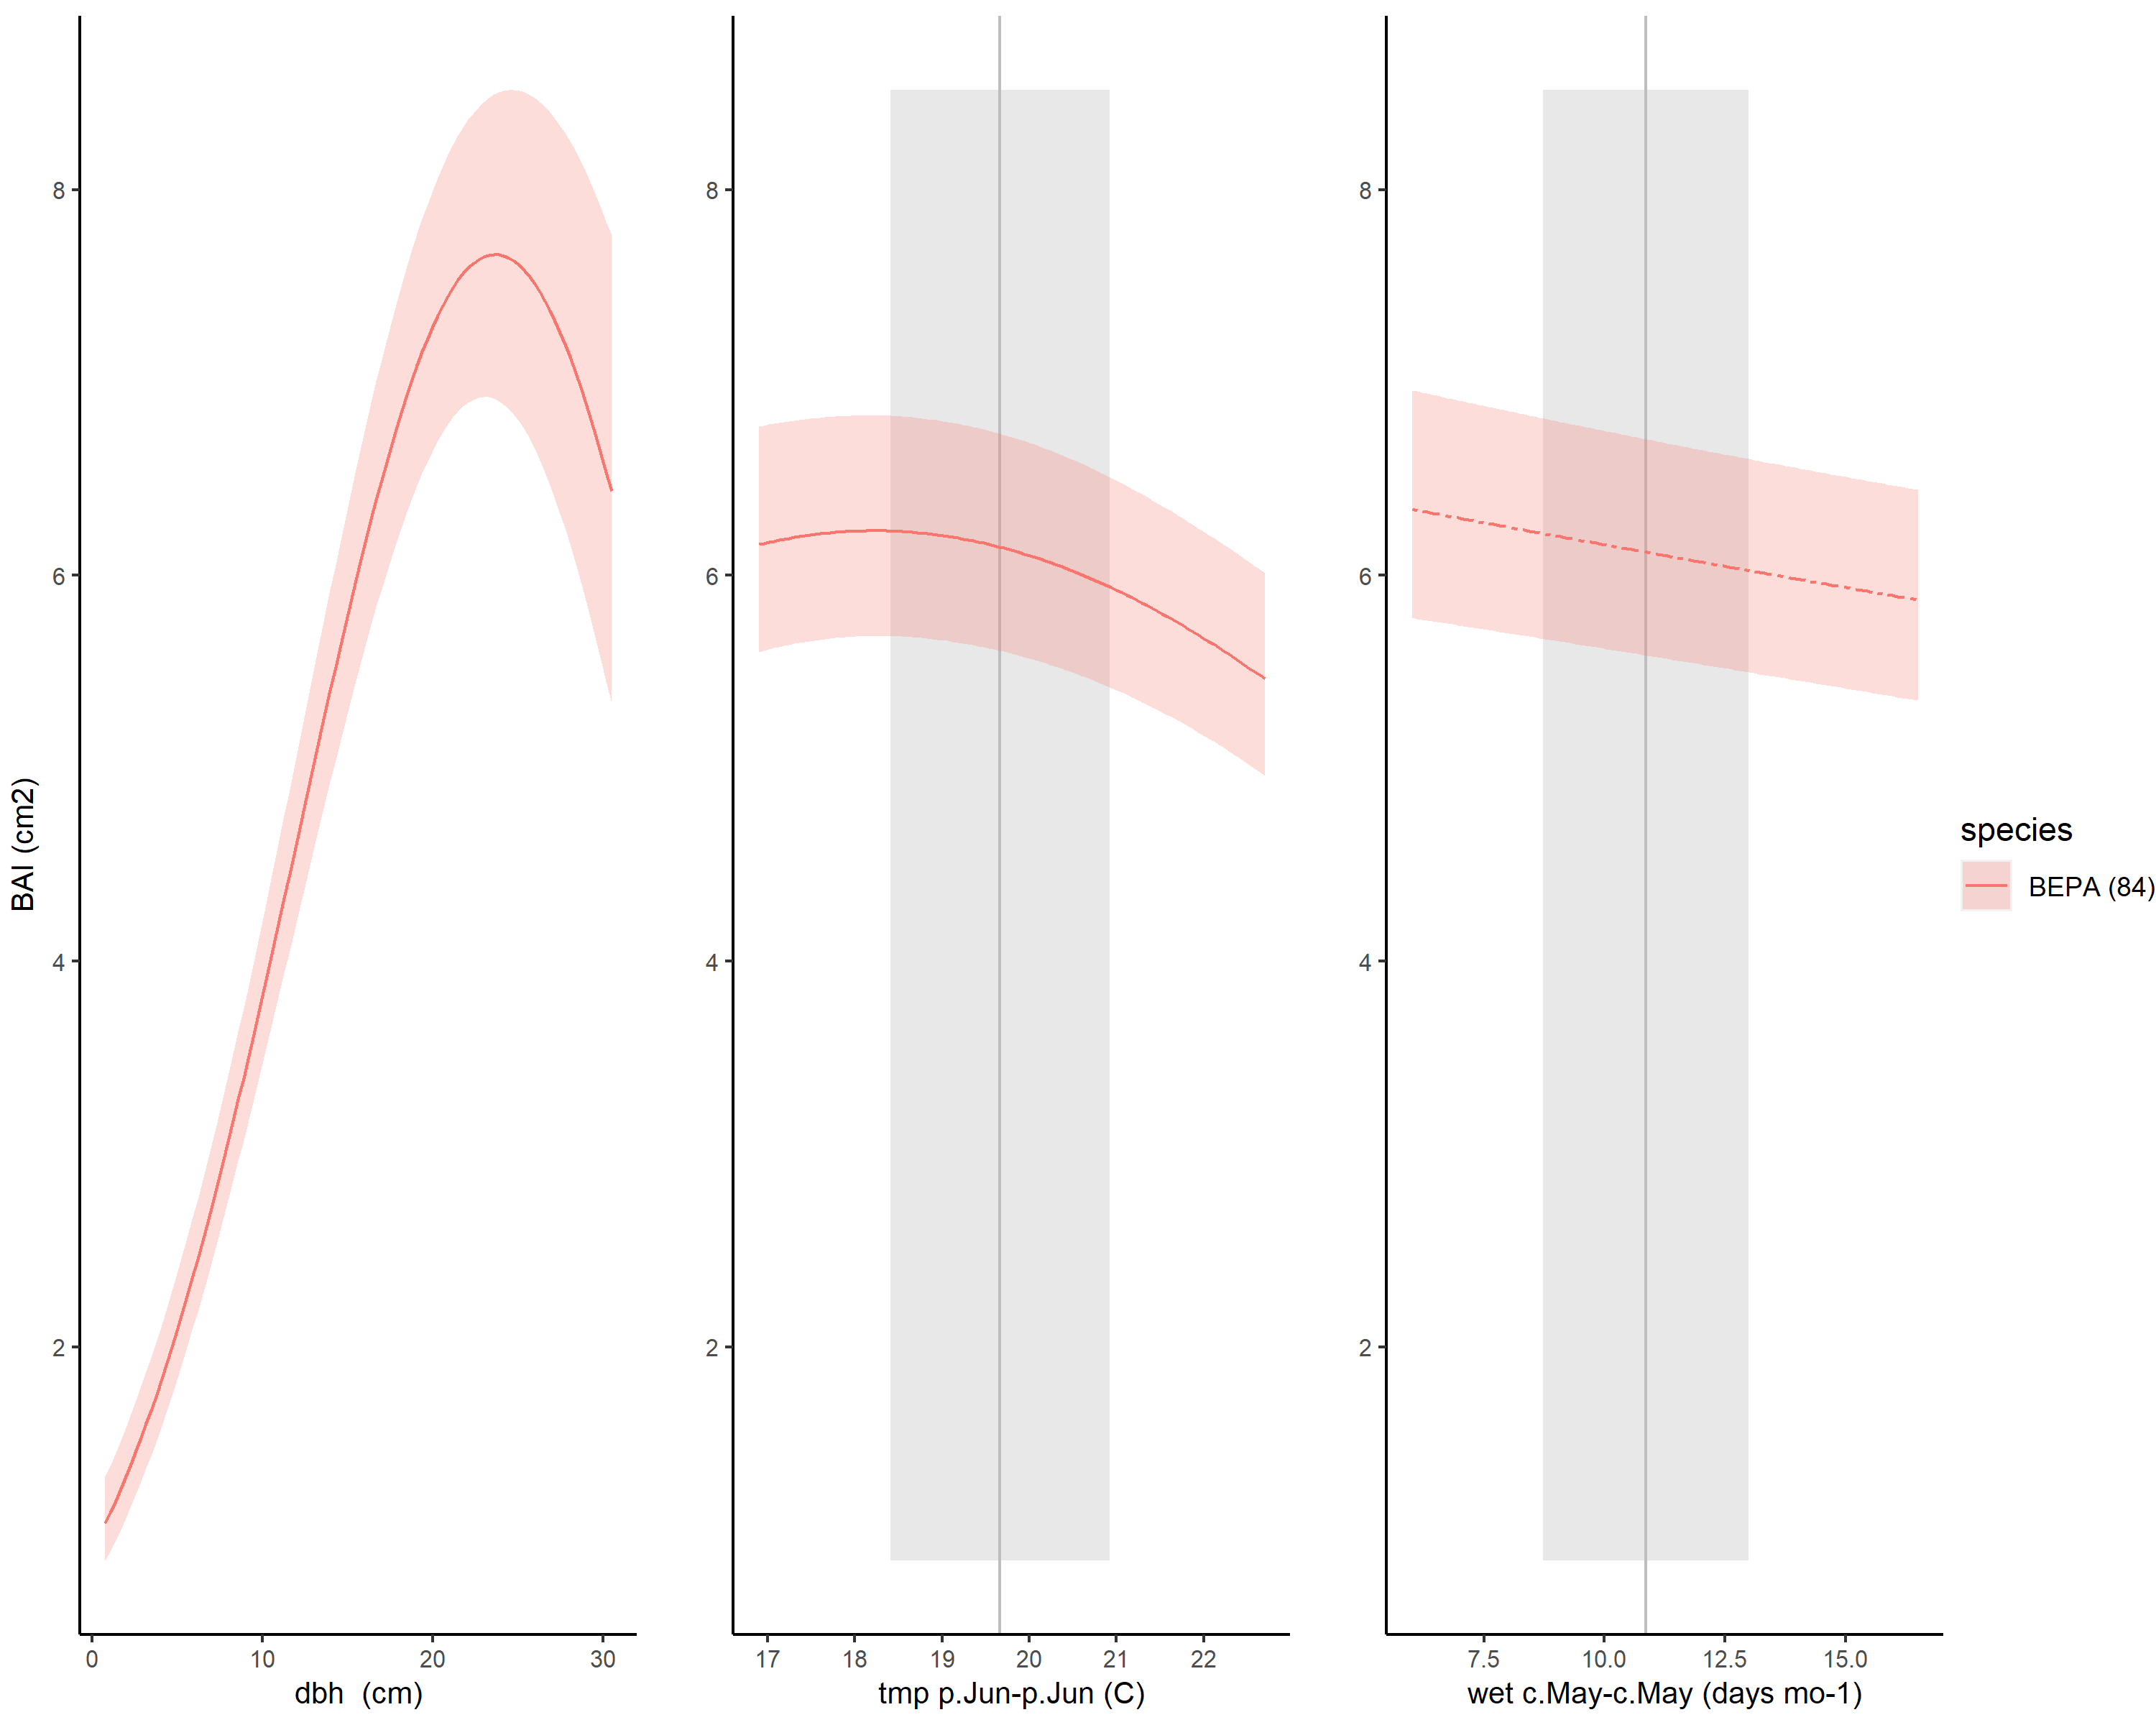 BAI (cm2)
8
6
4
2
0 10 20 30
dbh  (cm)
8
6
4
2
17 18 19 20 21 22
tmp p.Jun-p.Jun (C)
8
6
4
2
7.5 10.0 12.5 15.0
wet c.May-c.May (days mo-1)
species
BEPA (84)